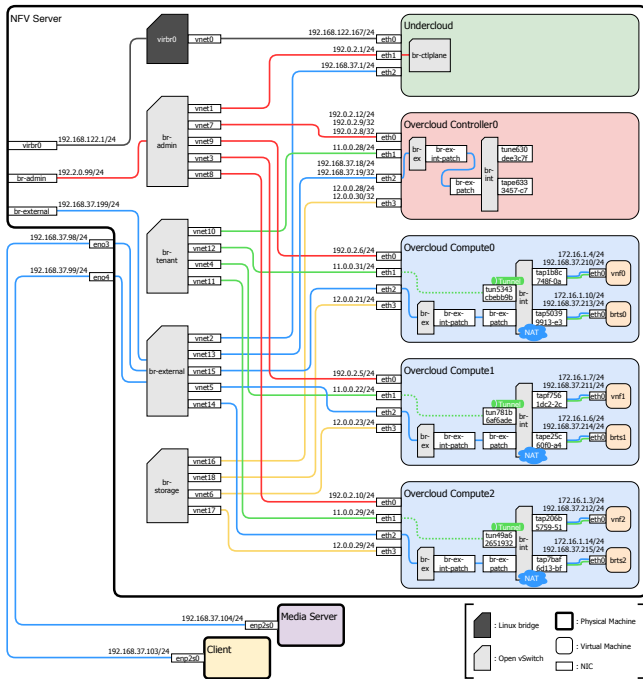 NFV Server
virbr0
vnet0
192.168.122.167/24
eth0
192.0.2.1/24
eth1
192.168.37.1/24
eth2
Undercloud
br-ctlplane
192.168.122.1/24
virbr0
192.2.0.99/24
br-admin
192.168.37.199/24
br-external
192.168.37.98/24
eno3
192.168.37.99/24
eno4
br-
admin
vnet1
vnet7
vnet9
vnet3
vnet8
br-
tenant
vnet10
vnet12
vnet4
vnet11
br-external
vnet2
vnet13
vnet15
vnet5
vnet14
br-
storage
vnet16
vnet18
vnet6
vnet17
Overcloud Controller0
192.0.2.12/24
192.0.2.9/32
192.0.2.8/32
eth0
11.0.0.28/24
eth1
192.168.37.18/24
192.168.37.19/32
eth2
12.0.0.28/24
12.0.0.30/32
eth3
br-
ex
br-ex-
int-patch
br-ex-
patch
br-
int
tune630
dee3c7f
tape633
3457-c7
Overcloud Compute0
192.0.2.6/24
eth0
11.0.0.31/24
eth1
eth2
12.0.0.21/24
eth3
br-
ex
br-ex-
int-patch
br-ex-
patch
Tunnel
tun5343
cbebb9b
br-
int
NAT
tap1b8c
748f-0a
tap5039
9913-e3
172.16.1.4/24
192.168.37.210/24
eth0
vnf0
172.16.1.10/24
192.168.37.213/24
eth0
brts0
Overcloud Compute1
192.0.2.5/24
eth0
11.0.0.22/24
eth1
eth2
12.0.0.23/24
eth3
br-
ex
br-ex-
int-patch
br-ex-
patch
Tunnel
tun781b
6af6ade
br-
int
NAT
tapf756
1dc2-2c
tape25c
60f0-a4
172.16.1.7/24
192.168.37.211/24
eth0
vnf1
172.16.1.6/24
192.168.37.214/24
eth0
brts1
Overcloud Compute2
192.0.2.10/24
eth0
11.0.0.29/24
eth1
eth2
12.0.0.29/24
eth3
br-
ex
br-ex-
int-patch
br-ex-
patch
Tunnel
tun49a6
2651932
br-
int
NAT
tap206b
5759-51
tap7baf
6d13-bf
172.16.1.3/24
192.168.37.212/24
eth0
vnf2
172.16.1.14/24
192.168.37.215/24
eth0
brts2
192.168.37.104/24
enp2s0
Media Server
192.168.37.103/24
enp2s0
Client
: Linux bridge
: Open vSwitch
: Physical Machine
: Virtual Machine
: NIC